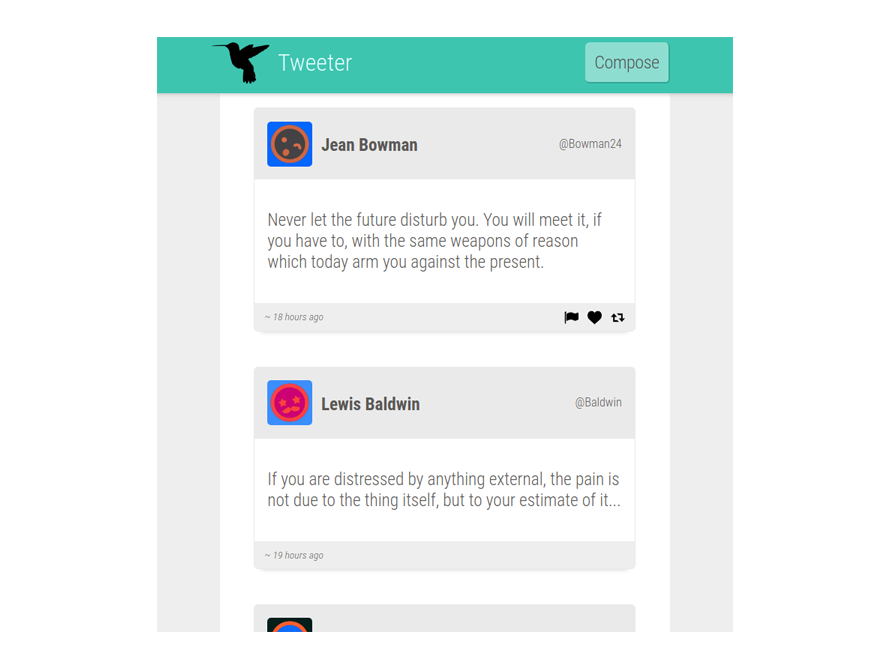 Tweeter
Compose
Jean Bowman
@Bowman24
Never let the future disturb you. You will meet it, if
you have to, with the same weapons of reason
which today arm you against the present.
~ 18 hours ago
Lewis Baldwin
@Baldwin
If you are distressed by anything external, the pain is
not due to the thing itself, but to your estimate of it...
~ 19 hours ago